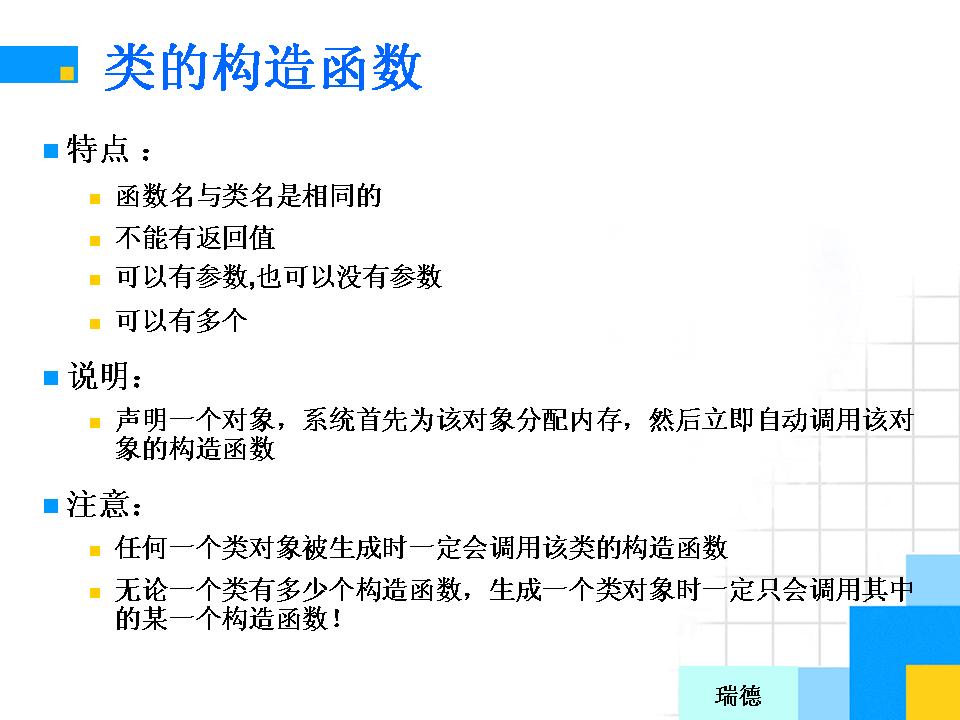 类的构造函数
特点 :
函数名与类名是相同的
不能有返回值
可以有参数,也可以没有参数
可以有多个
说明：
声明一个对象，系统首先为该对象分配内存，然后立即自动调用该对
象的构造函数
注意：
任何一个类对象被生成时一定会调用该类的构造函数
无论一个类有多少个构造函数，生成一个类对象时一定只会调用其中
的某一个构造函数！
瑞德